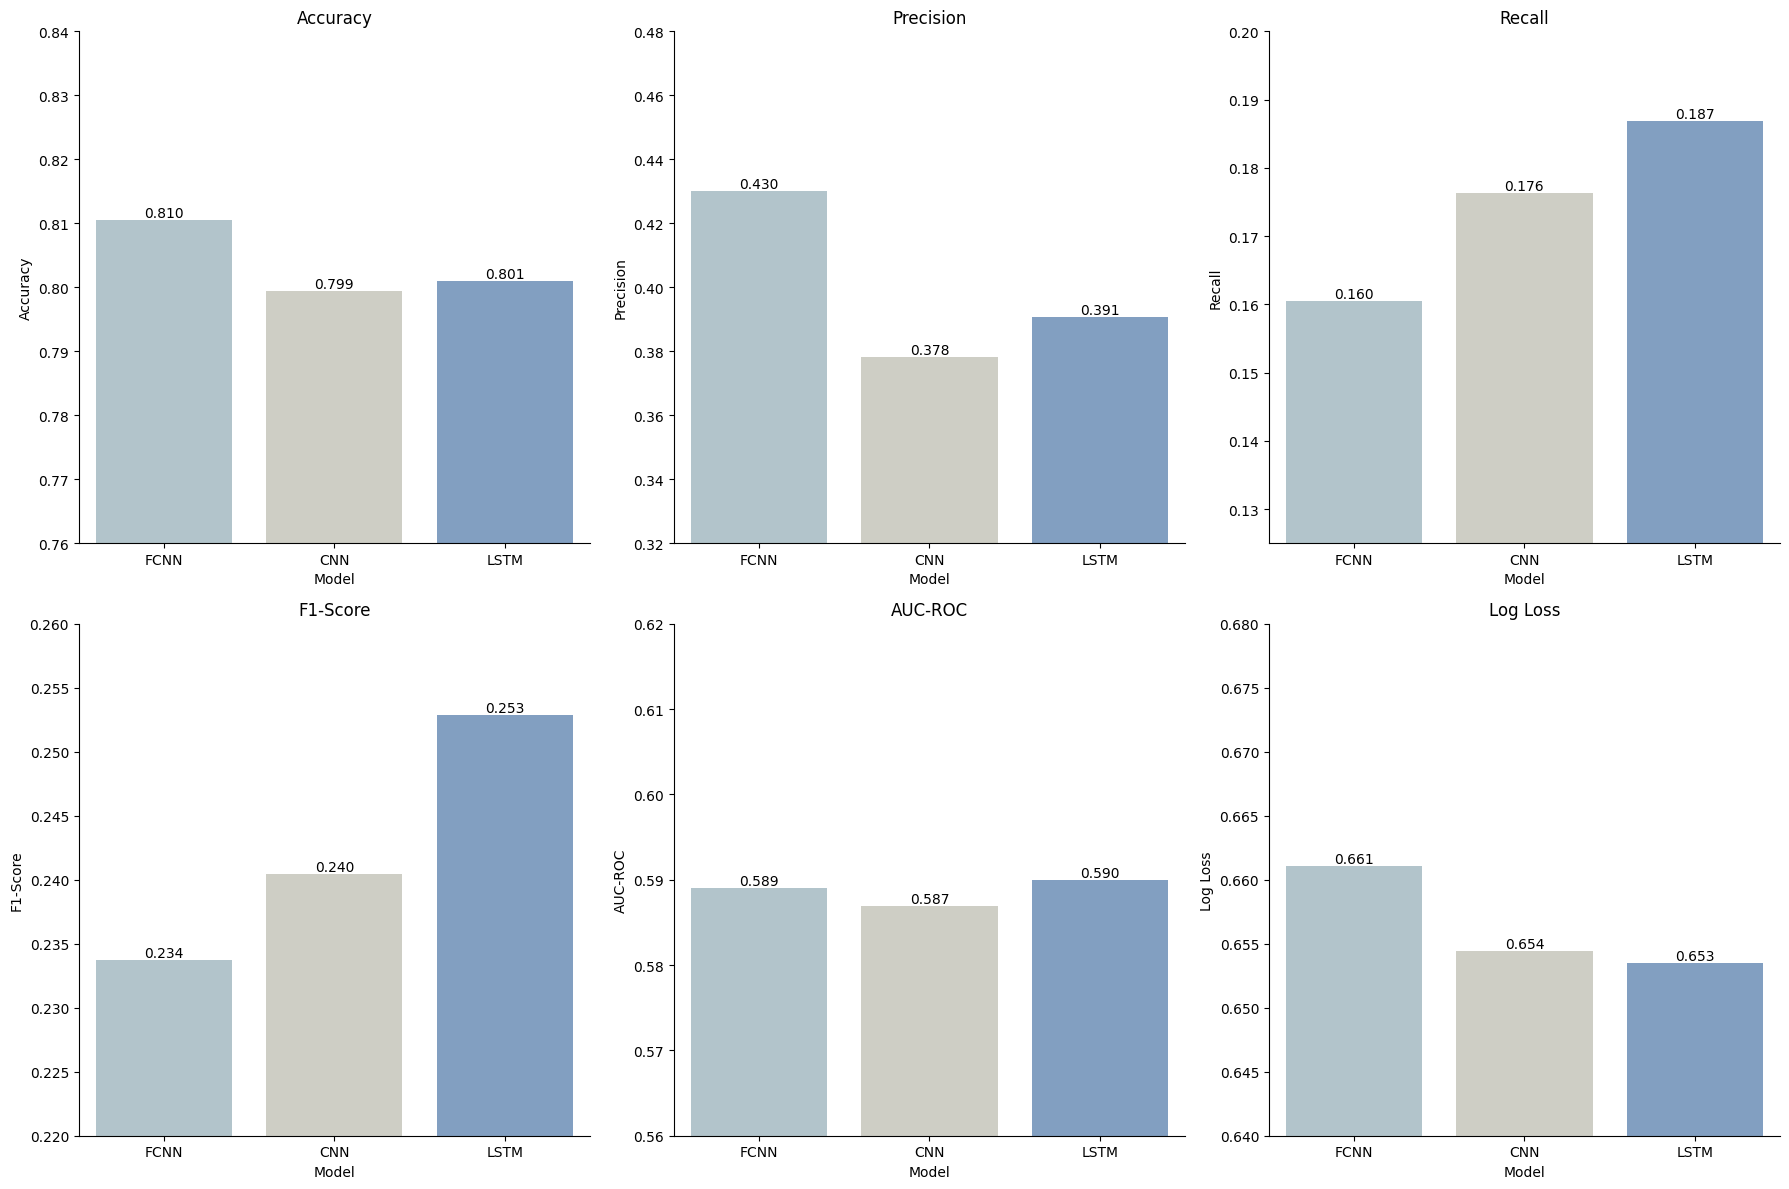 Accuracy
0.84
0.83
0.82
0.81
0.80
0.79
0.78
0.77
0.76
Accuracy
0.810
0.799
0.801
FCNN CNN LSTM
Model
Precision
0.48
0.46
0.44
0.42
0.40
0.38
0.36
0.34
0.32
Precision
0.430
0.378
0.391
FCNN CNN LSTM
Model
Recall
0.20
0.19
0.18
0.17
0.16
0.15
0.14
0.13
Recall
0.160
0.176
0.187
FCNN CNN LSTM
Model
F1-Score
0.260
0.255
0.250
0.245
0.240
0.235
0.230
0.225
0.220
F1-Score
0.234
0.240
0.253
FCNN CNN LSTM
Model
AUC-ROC
0.62
0.61
0.60
0.59
0.58
0.57
0.56
AUC-ROC
0.589
0.587
0.590
FCNN CNN LSTM
Model
Log Loss
0.680
0.675
0.670
0.665
0.660
0.655
0.650
0.645
0.640
Log Loss
0.661
0.654
0.653
FCNN CNN LSTM
Model